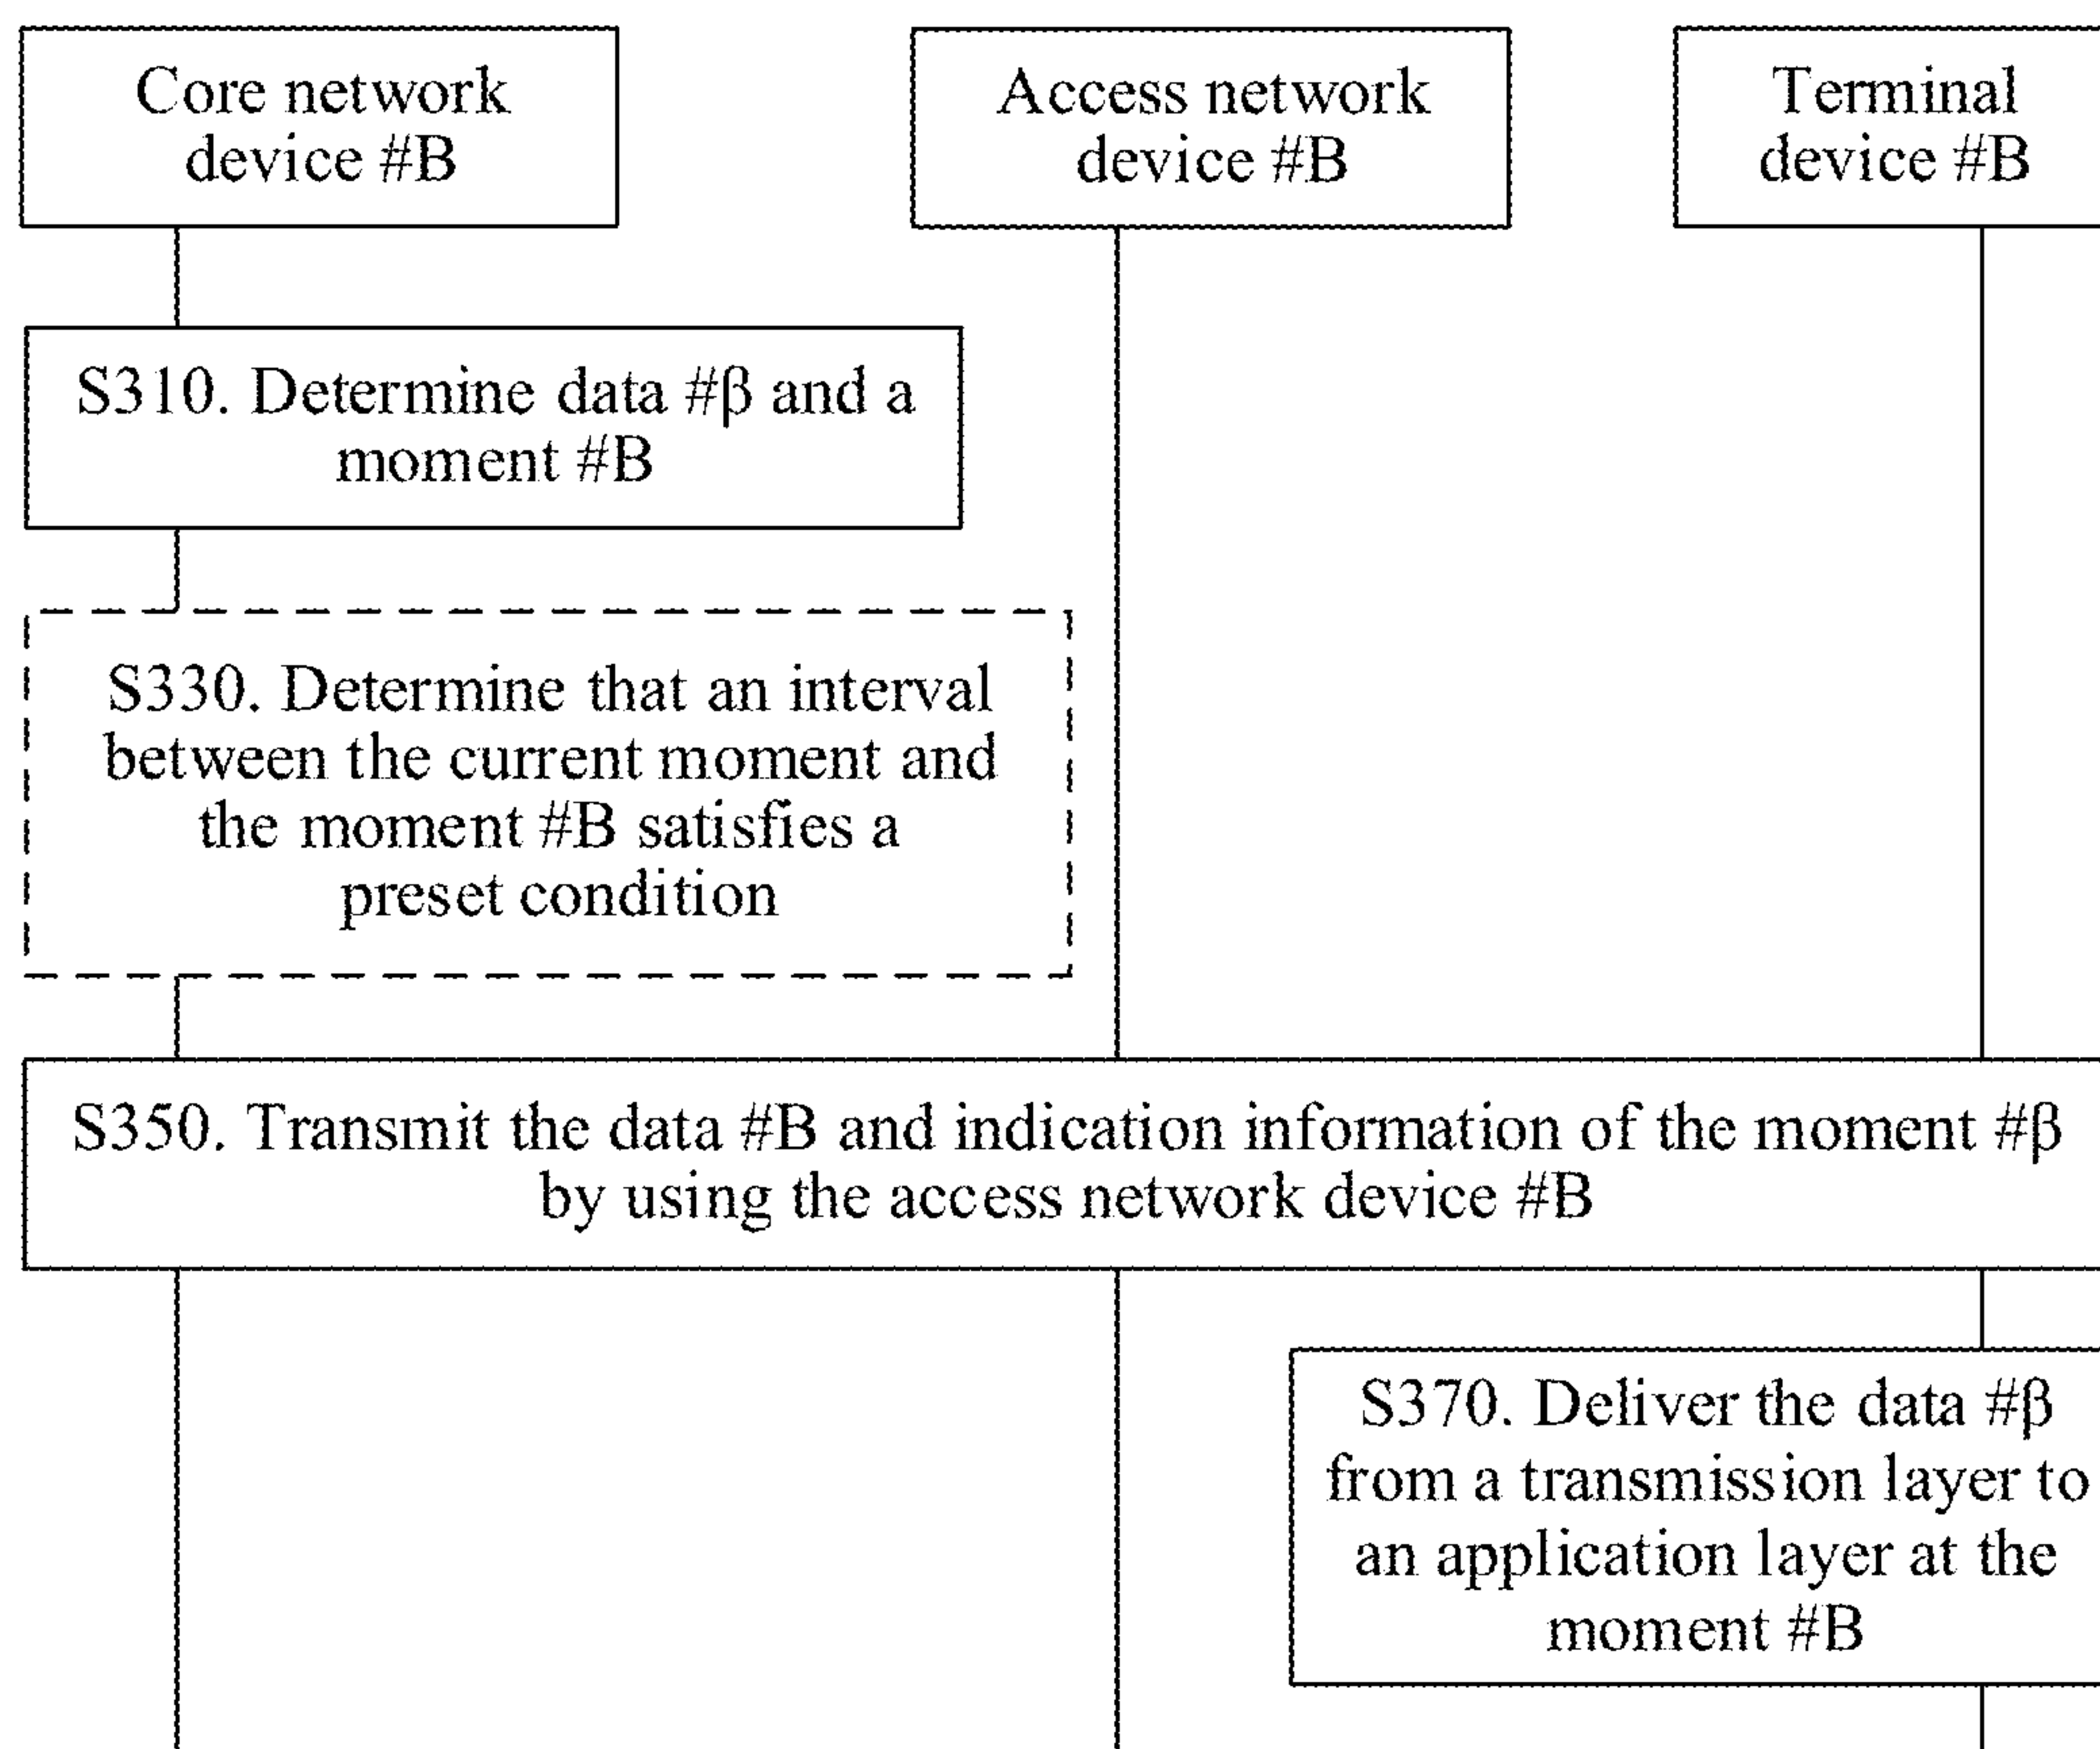 Core network
device #B
Access network
device #B
Terminal
device #B
S310. Determine data #β and a
moment #B
S330. Determine that an interval
between the current moment and
the moment #B satisfies a
preset condition
S350. Transmit the data #B and indication information of the moment #β
by using the access network device #B
S370. Deliver the data #β
from a transmission layer to
an application layer at the
moment #B